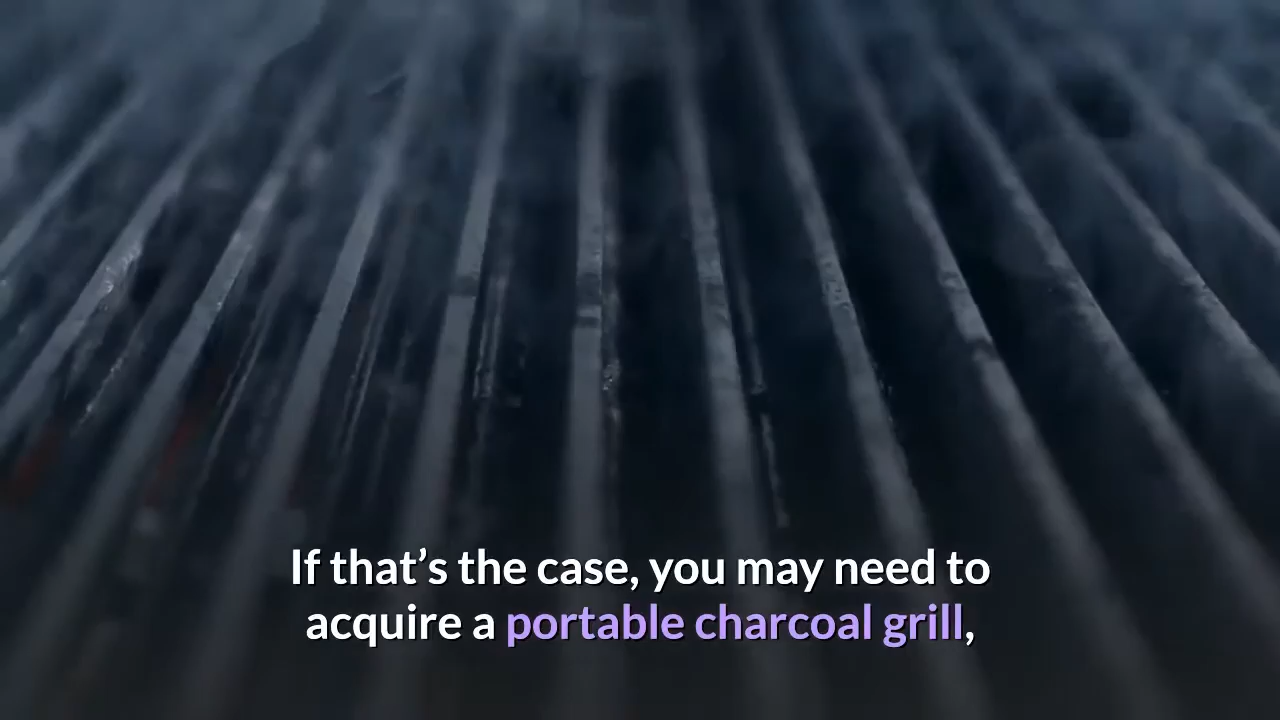 If that’s the case, you may need to
acquire a portable charcoal grill,